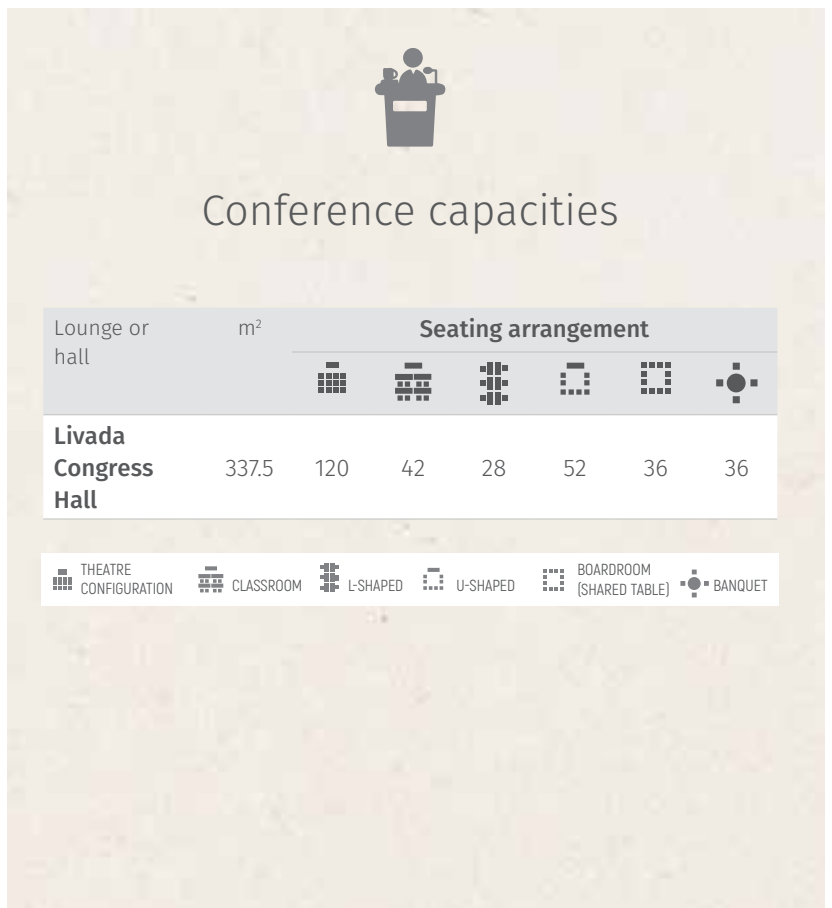 Conference capacities
Lounge or
hall
m²
Seating arrangement
Livada
Congress
Hall
337.5 120 42 28 52 36 36
THEATRE
CONFIGURATION
CLASSROOM
L-SHAPED
U-SHAPED
BOARDROOM
(SHARED TABLE)
BANQUET